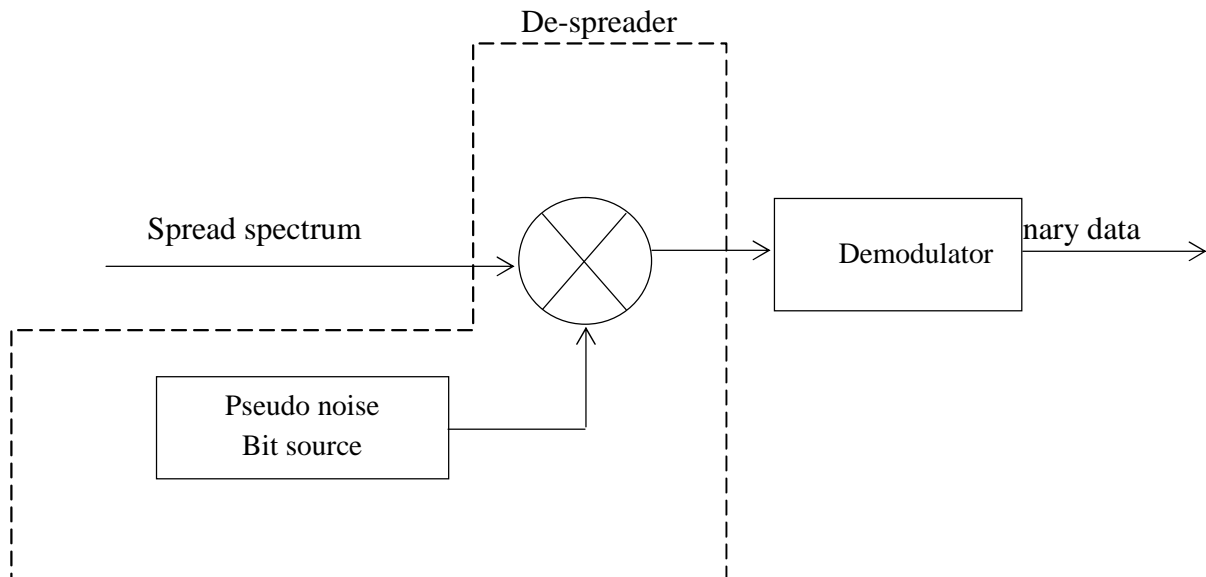 De-spreader
Spread spectrum
nary data
Demodulator
Pseudo noise
Bit source